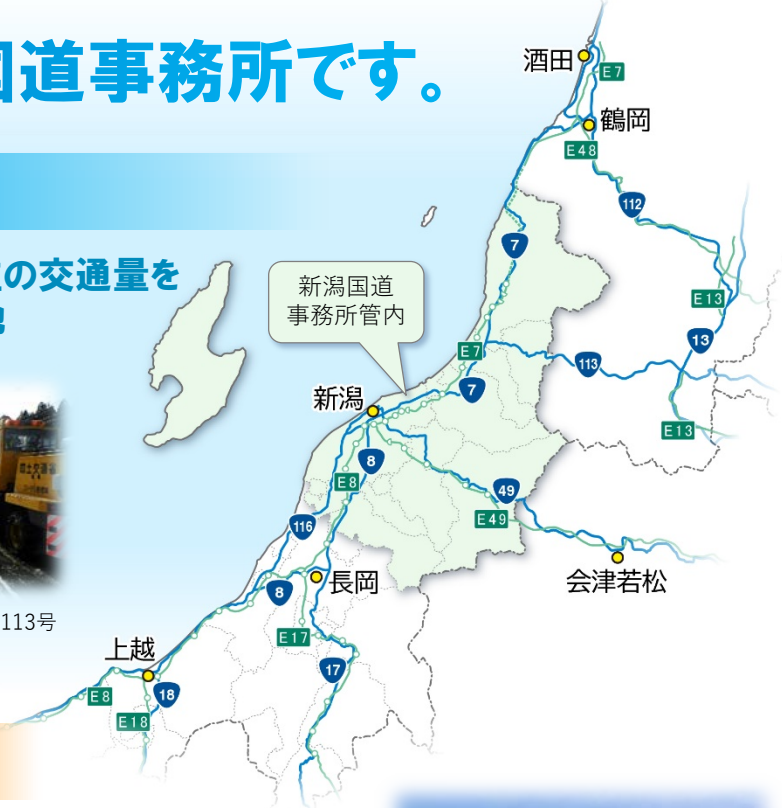 国道事務所です。
の交通量を
113号
新潟国道
事務所管内
酒田
E7
鶴岡
E48
112
7
E13
13
E7
113
7
新潟
E13
8
E8
49
E49
116
会津若松
8
長岡
E17
上越
17
18
E8
E18